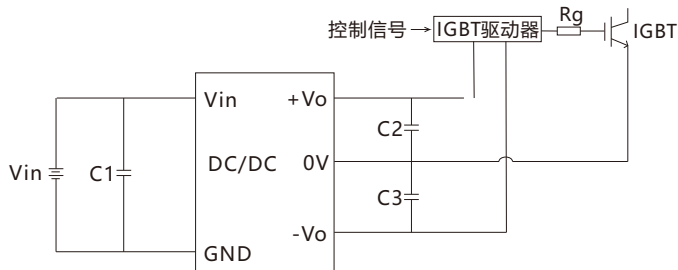 Rg
控制信号
IGBT驱动器
IGBT
Vin
+Vo
C2
Vin
C1
DC/DC
0V
C3
-Vo
GND